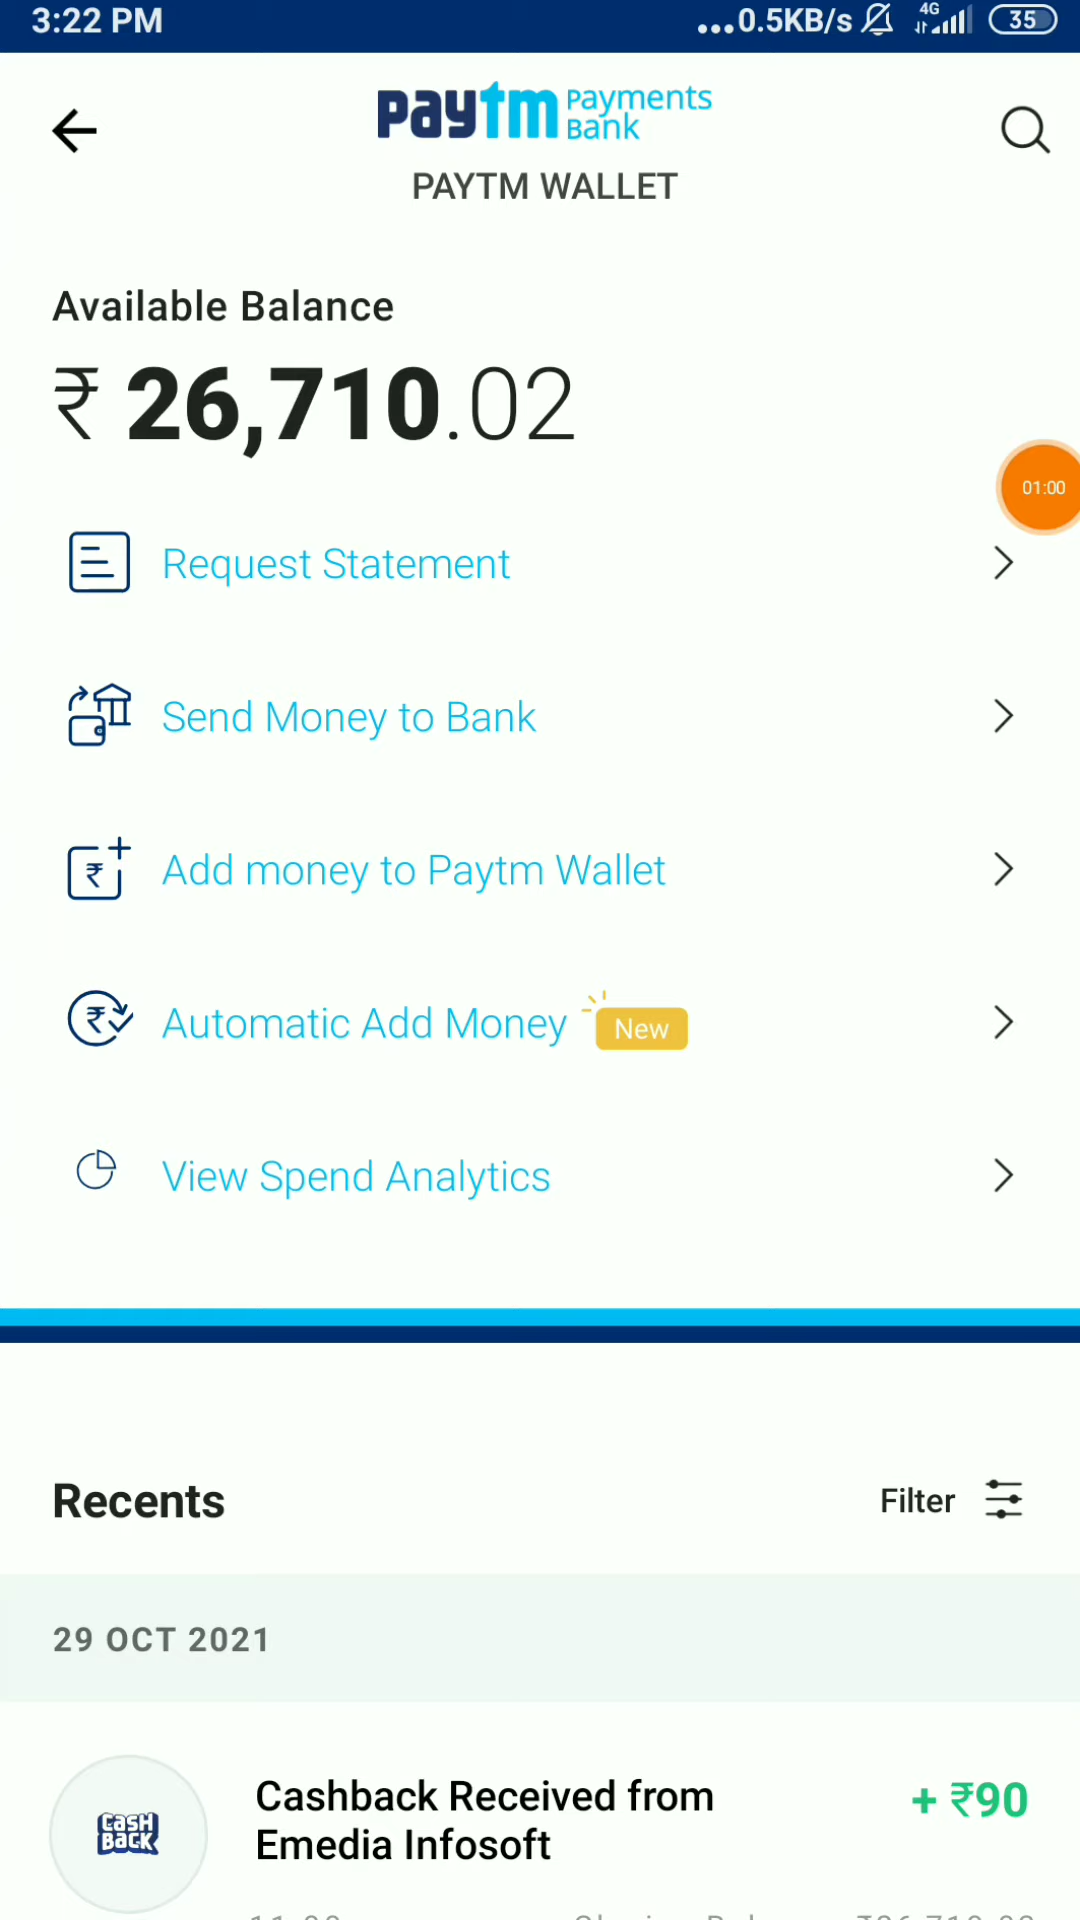 3:22 PM
...0.5KB/s 4G 35
paytm Payments Bank
PAYTM WALLET
Available Balance
₹ 26,710.02
01:00
Request Statement
Send Money to Bank
₹ Add money to Paytm Wallet
₹ Automatic Add Money New
View Spend Analytics
Recents
Filter
29 OCT 2021
CASH BACK
Cashback Received from
Emedia Infosoft
+ ₹90